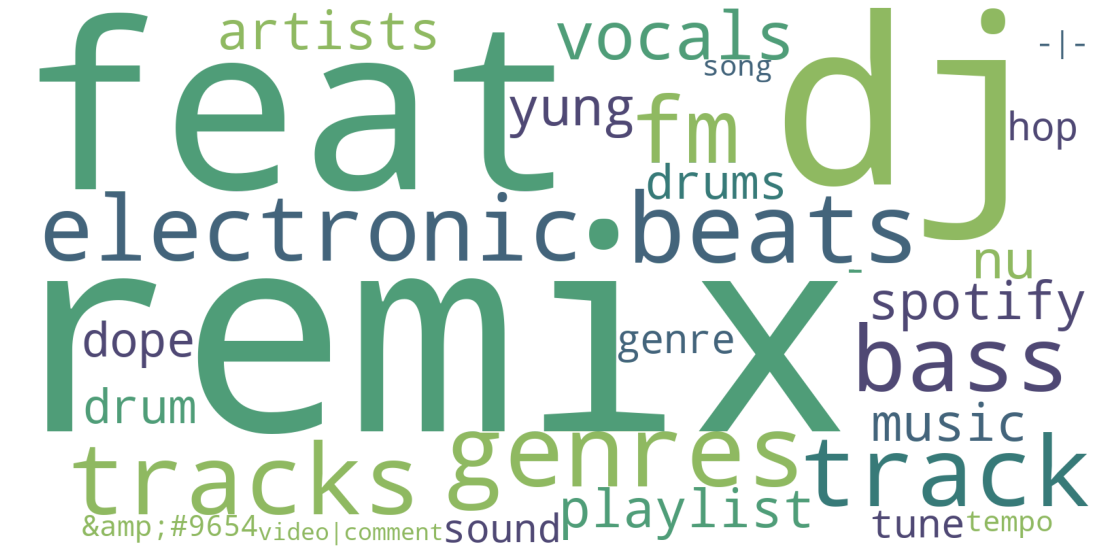 artists
vocals
feat
dj
-|-
song
yung
fm
hop
drums
electronic
•
beats
nu
-
remix
spotify
dope
genre
bass
drum
music
tracks
genres
track
playlist
&amp;#9654
video|comment
sound
tune
tempo